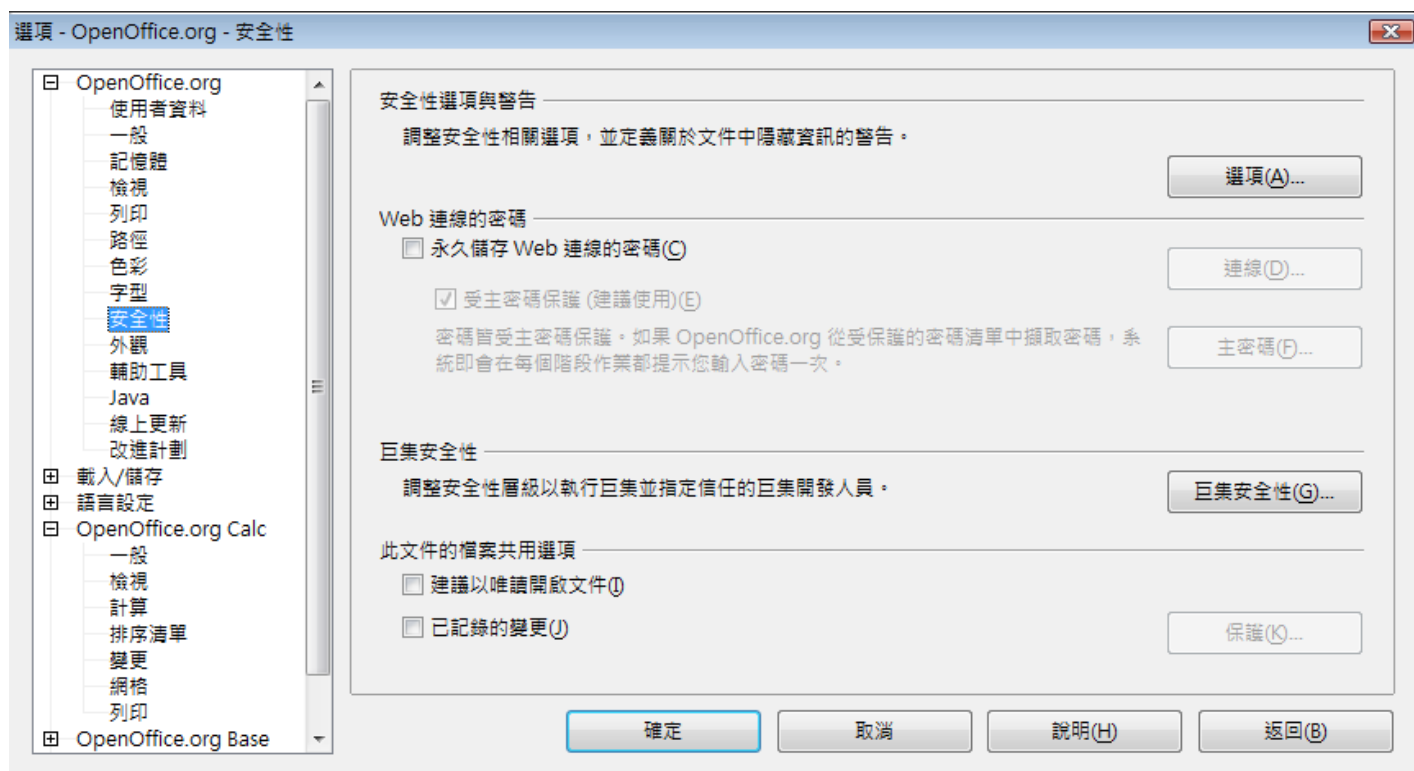 選項 - OpenOffice.org - 安全性
OpenOffice.org
使用者資料
一般
記憶體
檢視
列印
路徑
色彩
字型
安全性
外觀
輔助工具
Java
線上更新
改進計劃
載入/儲存
語言設定
OpenOffice.org Calc
一般
檢視
計算
排序清單
變更
網格
列印
OpenOffice.org Base
安全性選項與警告
調整安全性相關選項，並定義關於文件中隱藏資訊的警告。
選項(A)...
Web 連線的密碼
永久儲存 Web 連線的密碼(C)
連線(D)...
受主密碼保護 (建議使用)(E)
密碼皆受主密碼保護。如果 OpenOffice.org 從受保護的密碼清單中擷取密碼，系
統即會在每個階段作業都提示您輸入密碼一次。
主密碼(F)...
巨集安全性
調整安全性層級以執行巨集並指定信任的巨集開發人員。
巨集安全性(G)...
此文件的檔案共用選項
建議以唯讀開啟文件(I)
已記錄的變更(J)
保護(K)...
確定
取消
說明(H)
返回(B)